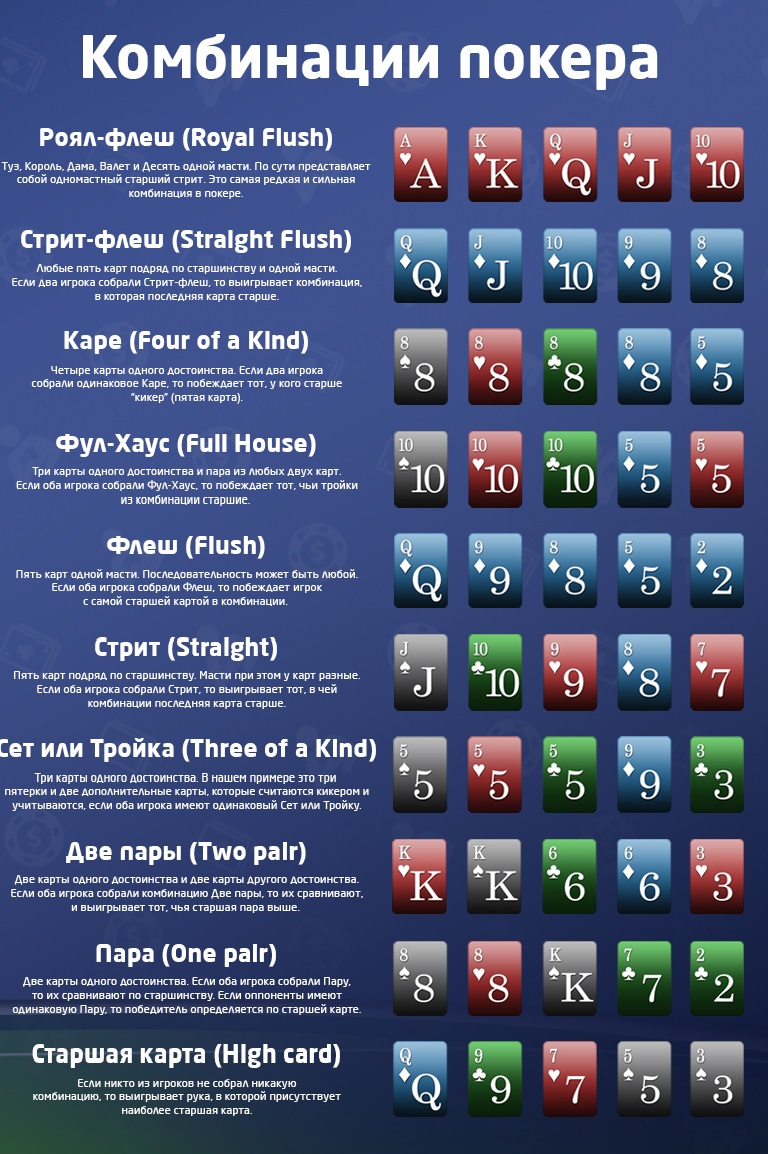 Комбинации покера
Роял-флеш (Royal Flush)
Туз, Король, Дама, Валет и Десять одной масти. По сути представляет
собой одномастный старший стрит. Это самая редкая и сильная
комбинация в покере.
A K Q J 10
A K Q J 10
Стрит-флеш (Straight Flush)
Любые пять карт подряд по старшинству и одной масти.
Если два игрока собрали Стрит-флеш, то выигрывает комбинация,
в которая последняя карта старше.
Q J 10 9 8
Q J 10 9 8
Каре (Four of a Kind)
Четыре карты одного достоинства. Если два игрока
собрали одинаковое Каре, то побеждает тот, у кого старше
"кикер" (пятая карта).
8 8 8 8 5
8 8 8 8 5
Фул-Хаус (Full House)
Три карты одного достоинства и пара из любых двух карт.
Если оба игрока собрали Фул-Хаус, то побеждает тот, чьи тройки
из комбинации старшие.
10 10 10 5 5
10 10 10 5 5
Флеш (Flush)
Пять карт одной масти. Последовательность может быть любой.
Если оба игрока собрали Флеш, то побеждает игрок
с самой старшей картой в комбинации.
Q 9 8 5 2
Q 9 8 5 2
Стрит (Straight)
Пять карт подряд по старшинству. Масти при этом у карт разные.
Если оба игрока собрали Стрит, то выигрывает тот, в чей
комбинации последняя карта старше.
J 10 9 8 7
J 10 9 8 7
Сет или Тройка (Three of a Kind)
Три карты одного достоинства. В нашем примере это три
пятерки и две дополнительные карты, которые считаются кикером и
учитываются, если оба игрока имеют одинаковый Сет или Тройку.
5 5 5 9 3
5 5 5 9 3
Две пары (Two pair)
Две карты одного достоинства и две карты другого достоинства.
Если оба игрока собрали комбинацию Две пары, то их сравнивают,
и выигрывает тот, чья старшая пара выше.
K K 6 6 3
K K 6 6 3
Пара (One pair)
Две карты одного достоинства. Если оба игрока собрали Пару,
то их сравнивают по старшинству. Если оппоненты имеют
одинаковую Пару, то победитель определяется по старшей карте.
8 8 K 7 2
8 8 K 7 2
Старшая карта (High card)
Если никто из игроков не собрал никакую
комбинацию, то выигрывает рука, в которой присутствует
наиболее старшая карта.
Q 9 7 5 3
Q 9 7 5 3